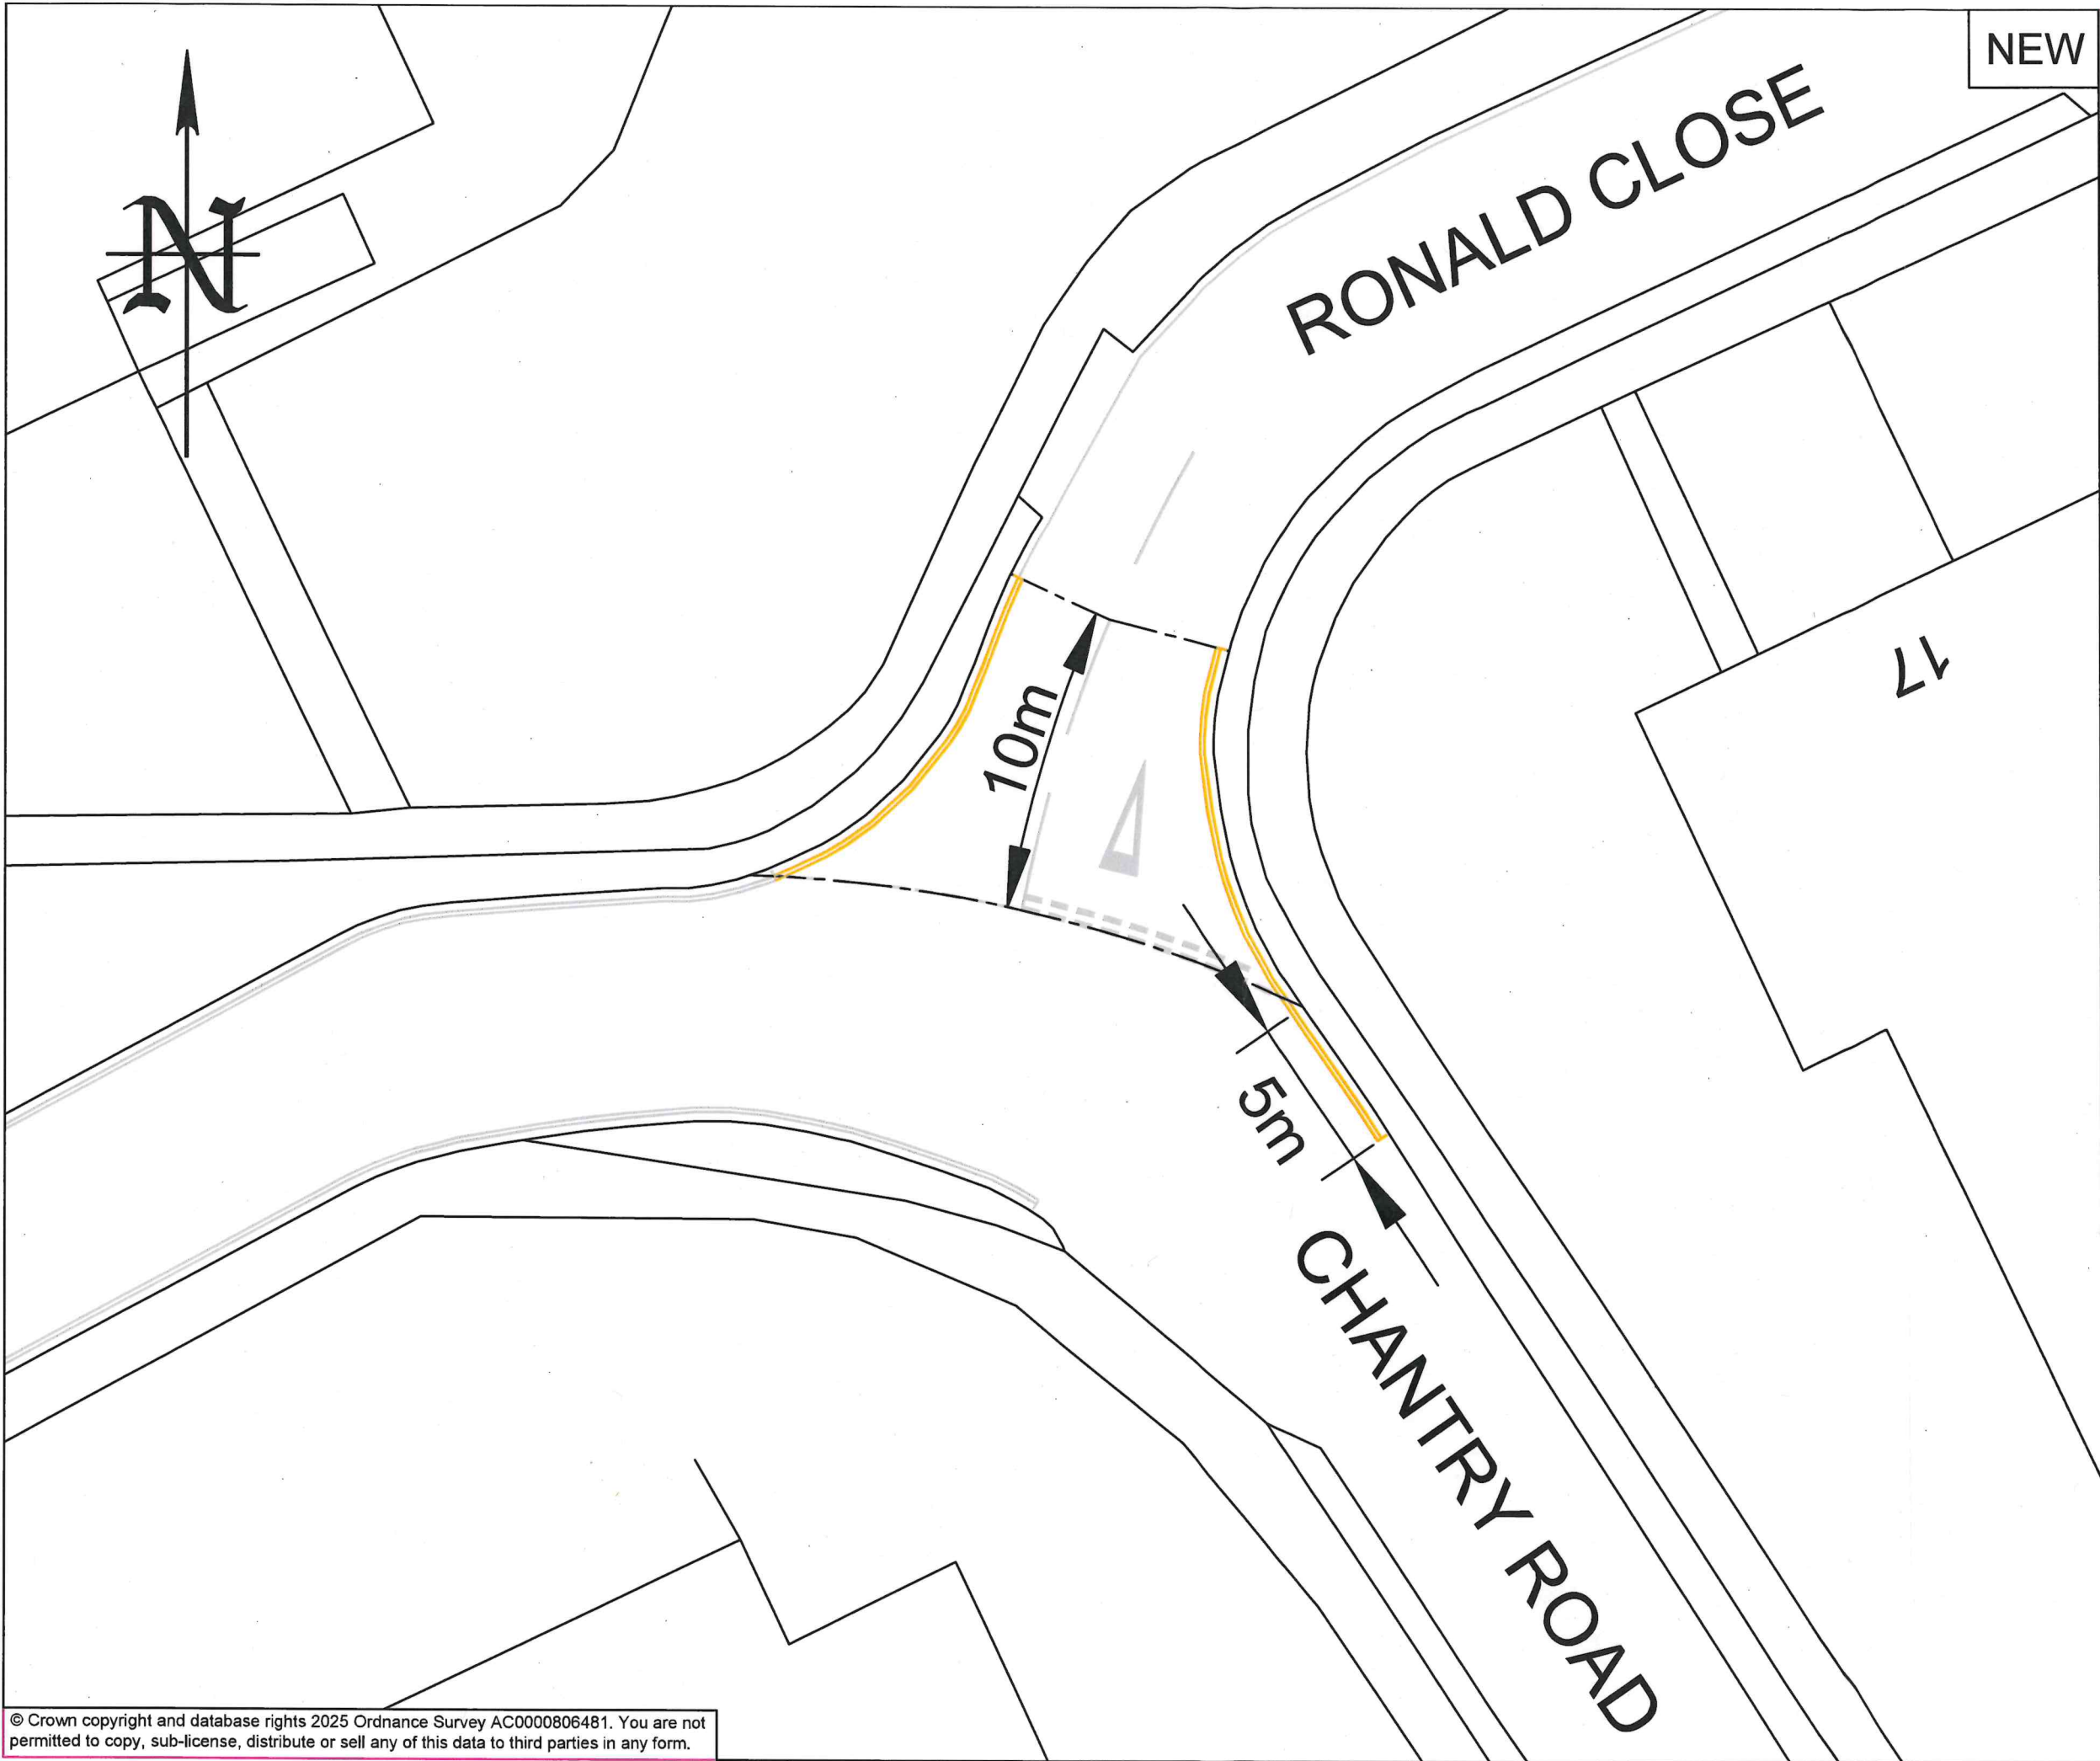 NEW
N
RONALD CLOSE
17
10m
5m
CHANTRY ROAD
© Crown copyright and database rights 2025 Ordnance Survey AC0000806481. You are not
permitted to copy, sub-license, distribute or sell any of this data to third parties in any form.